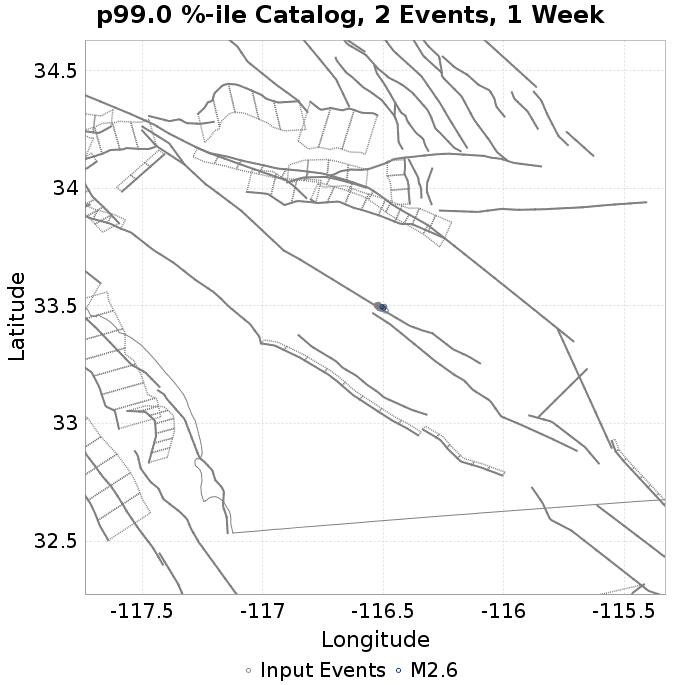 p99.0 %-ile Catalog, 2 Events, 1 Week
34.5
34
33.5
33
32.5
Latitude
-117.5 -117 -116.5 -116 -115.5
Longitude
Input Events M2.6